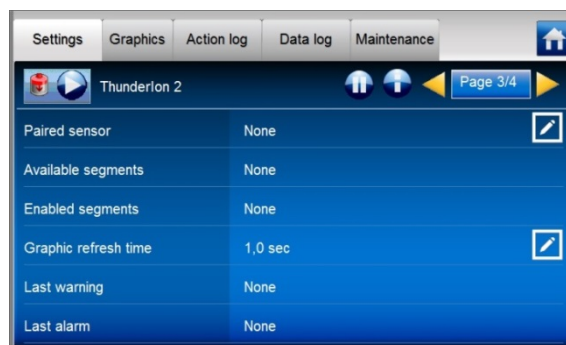 Settings Graphics Action log Data log Maintenance
ThunderIon 2 Page 3/4
Paired sensor None
Available segments None
Enabled segments None
Graphic refresh time 1,0 sec
Last warning None
Last alarm None